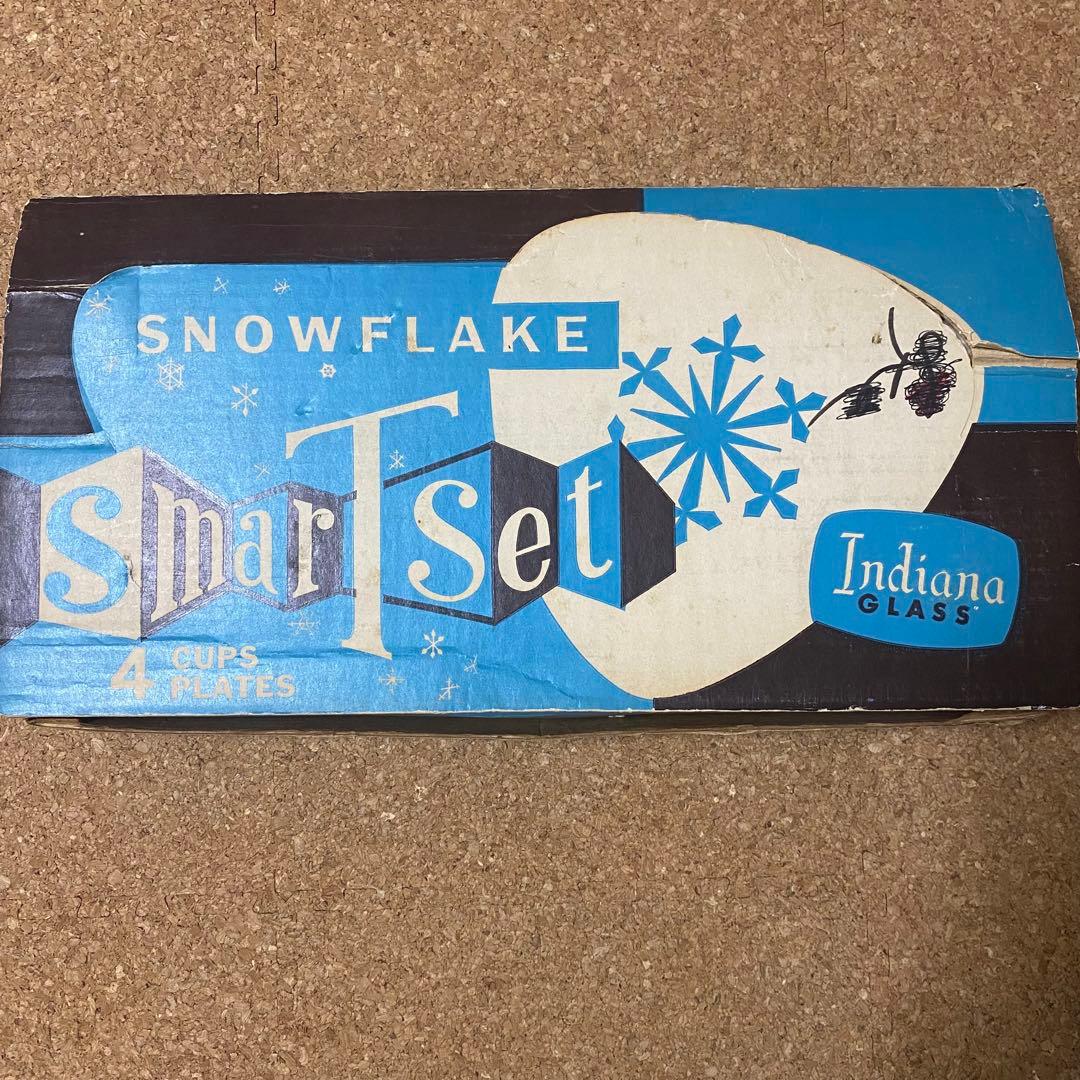 SNOWFLAKE
SmarTset
4 CUPS
PLATES
Indiana
GLASS